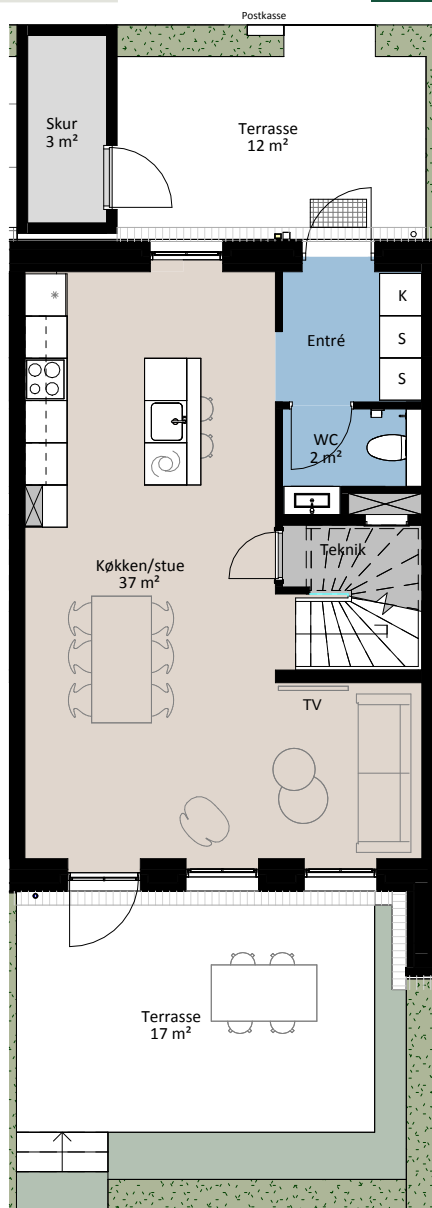 Postkasse
Skur
3 m²
Terrasse
12 m²
K
Entré
S
S
WC
2 m²
Teknik
Køkken/stue
37 m²
TV
Terrasse
17 m²